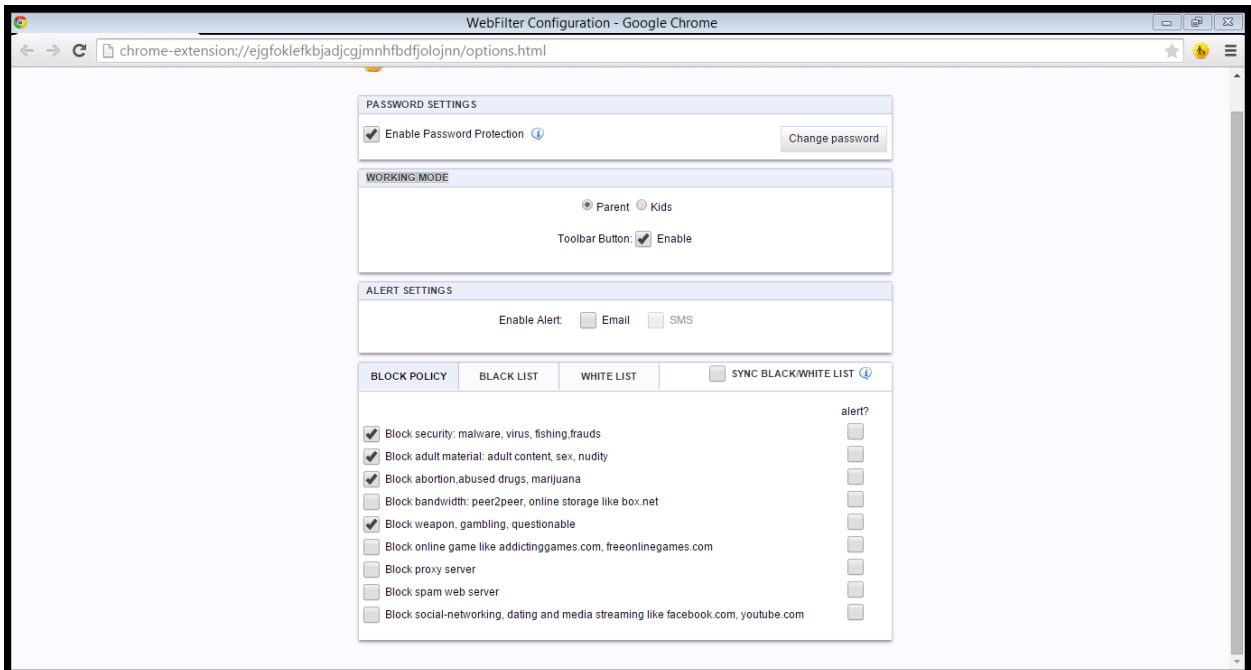 WebFilter Configuration - Google Chrome
chrome-extension://ejgfoklefkbjadjcgjmnhfbdfjolojnn/options.html
PASSWORD SETTINGS
Enable Password Protection
Change password
WORKING MODE
Parent Kids
Toolbar Button: Enable
ALERT SETTINGS
Enable Alert: Email SMS
BLOCK POLICY BLACK LIST WHITE LIST SYNC BLACK/WHITE LIST
alert?
Block security: malware, virus, fishing,frauds
Block adult material: adult content, sex, nudity
Block abortion,abused drugs, marijuana
Block bandwidth: peer2peer, online storage like box.net
Block weapon, gambling, questionable
Block online game like addictinggames.com, freeonlinegames.com
Block proxy server
Block spam web server
Block social-networking, dating and media streaming like facebook.com, youtube.com